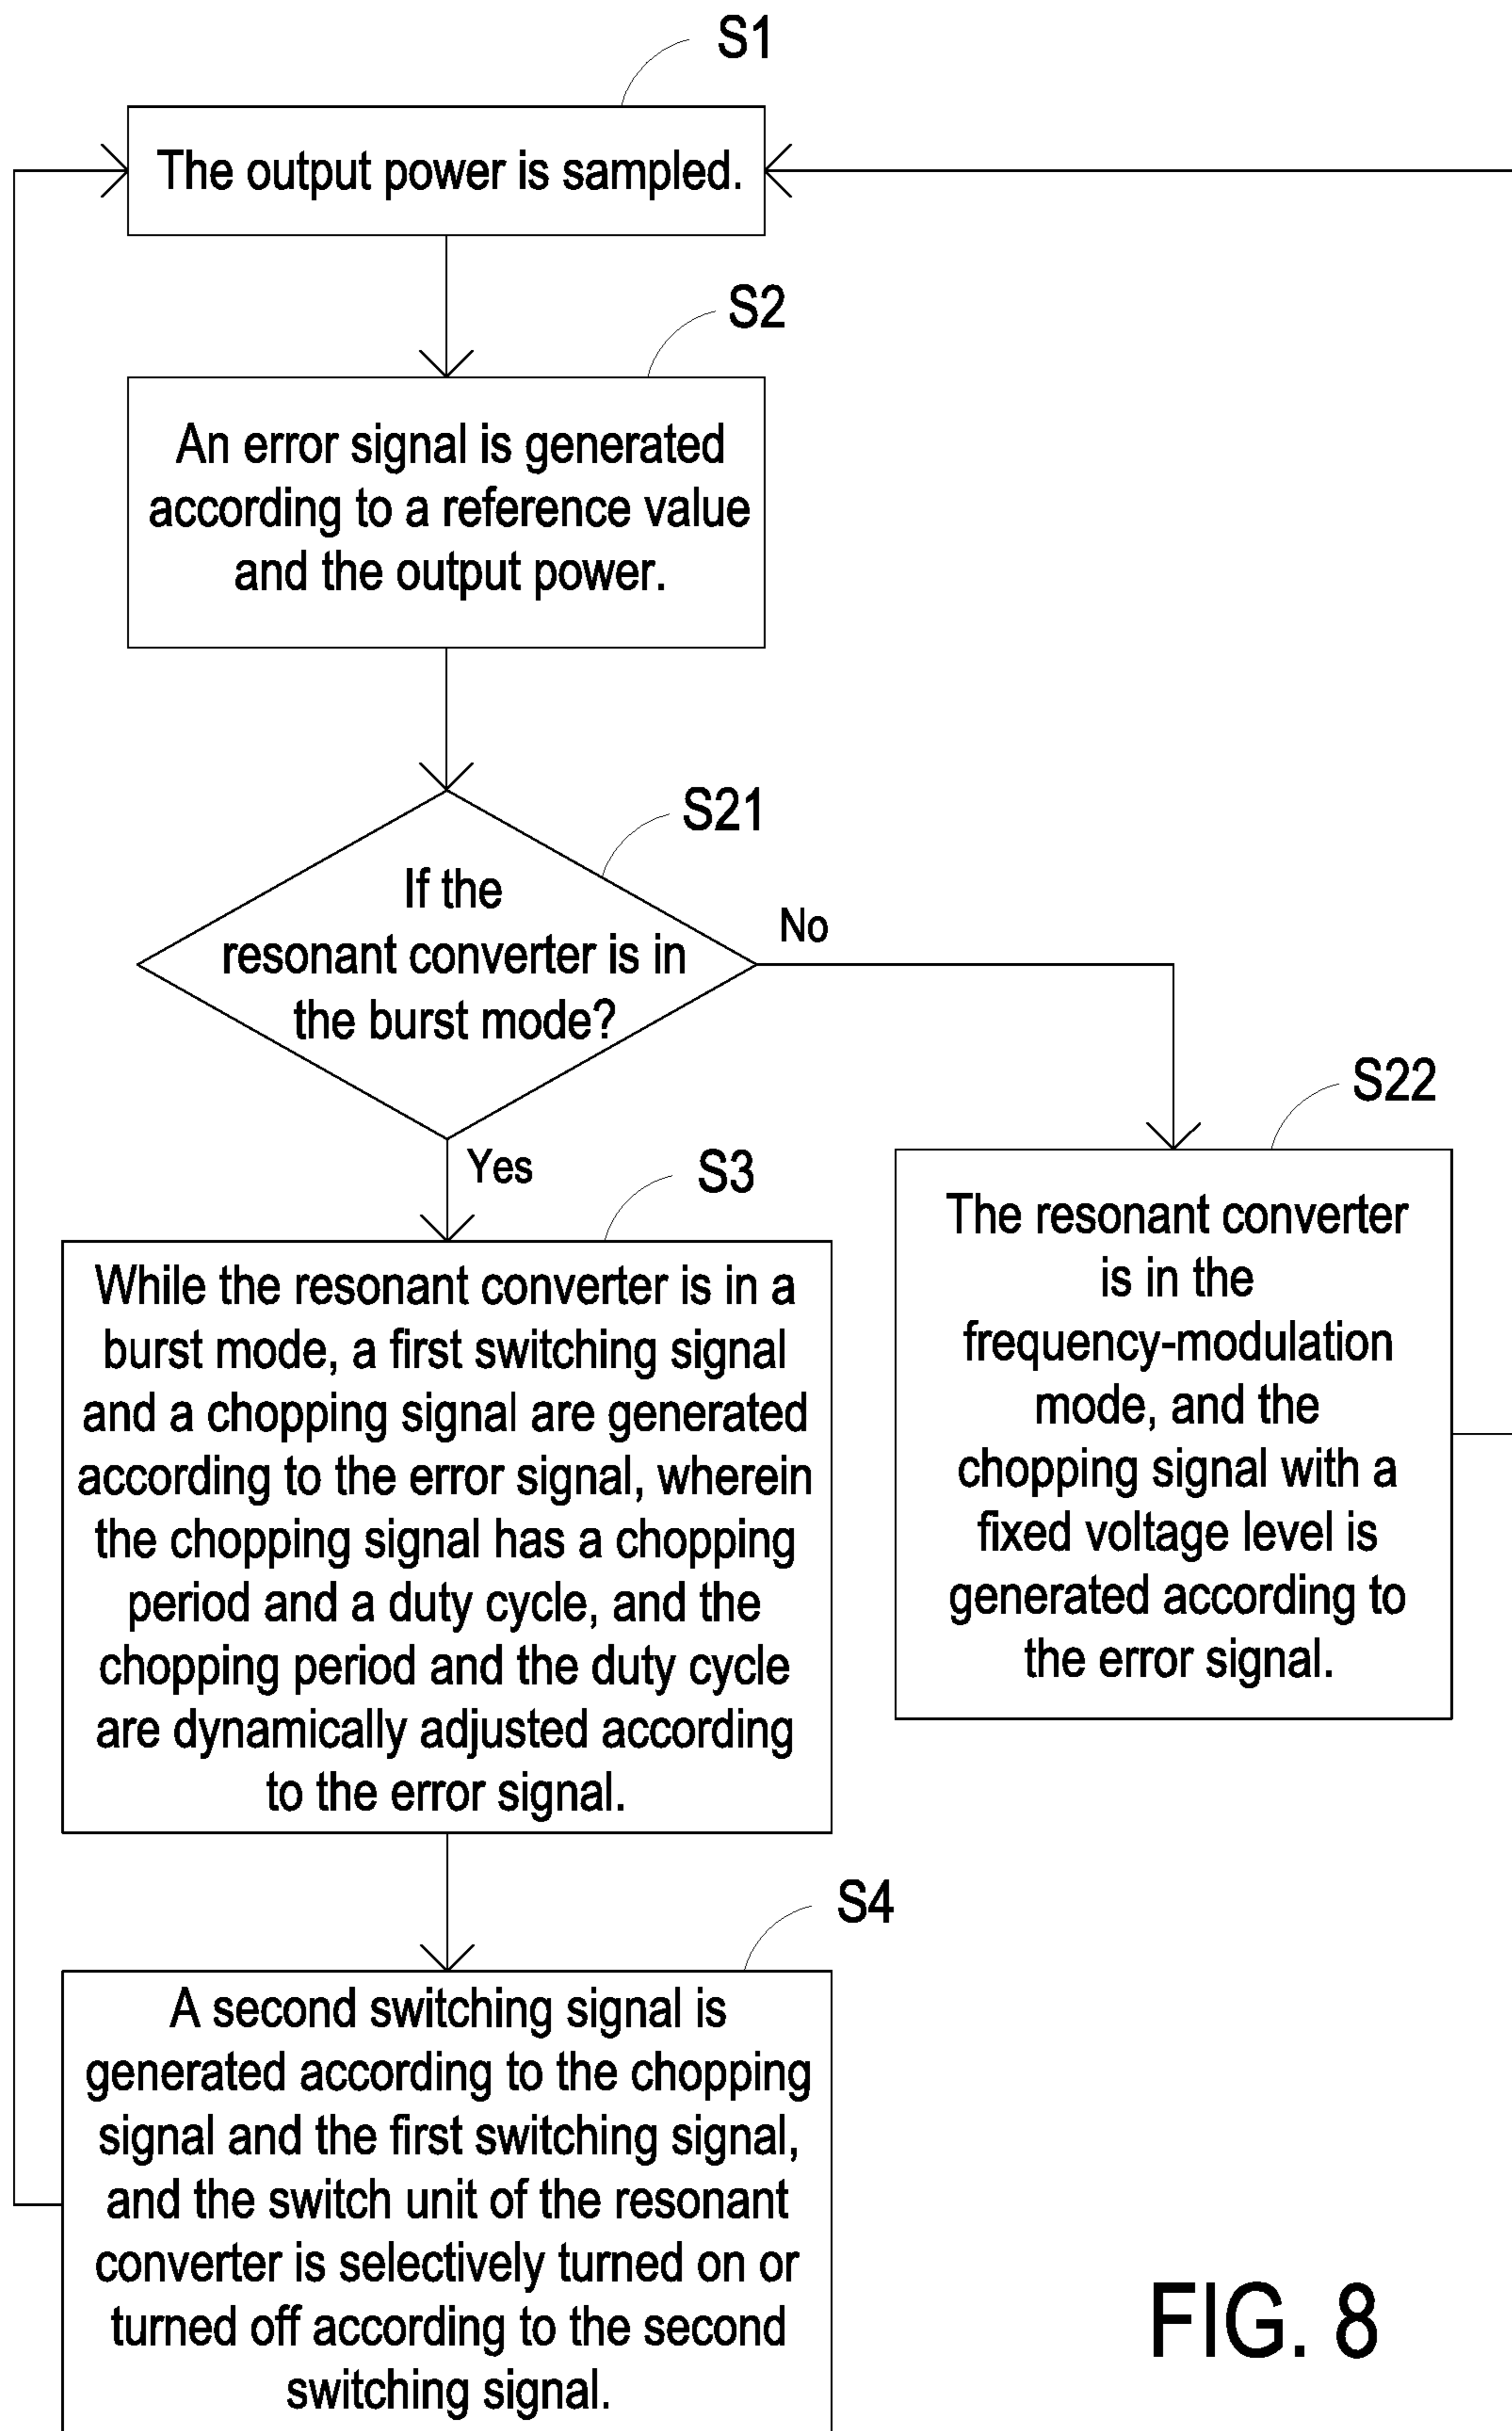 S1
The output power is sampled.
S2
An error signal is generated
according to a reference value
and the output power.
S21
If the
resonant converter is in
the burst mode?
No
Yes
S3
While the resonant converter is in a
burst mode, a first switching signal
and a chopping signal are generated
according to the error signal, wherein
the chopping signal has a chopping
period and a duty cycle, and the
chopping period and the duty cycle
are dynamically adjusted according
to the error signal.
S22
The resonant converter
is in the
frequency-modulation
mode, and the
chopping signal with a
fixed voltage level is
generated according to
the error signal.
S4
A second switching signal is
generated according to the chopping
signal and the first switching signal,
and the switch unit of the resonant
converter is selectively turned on or
turned off according to the second
switching signal.
FIG. 8